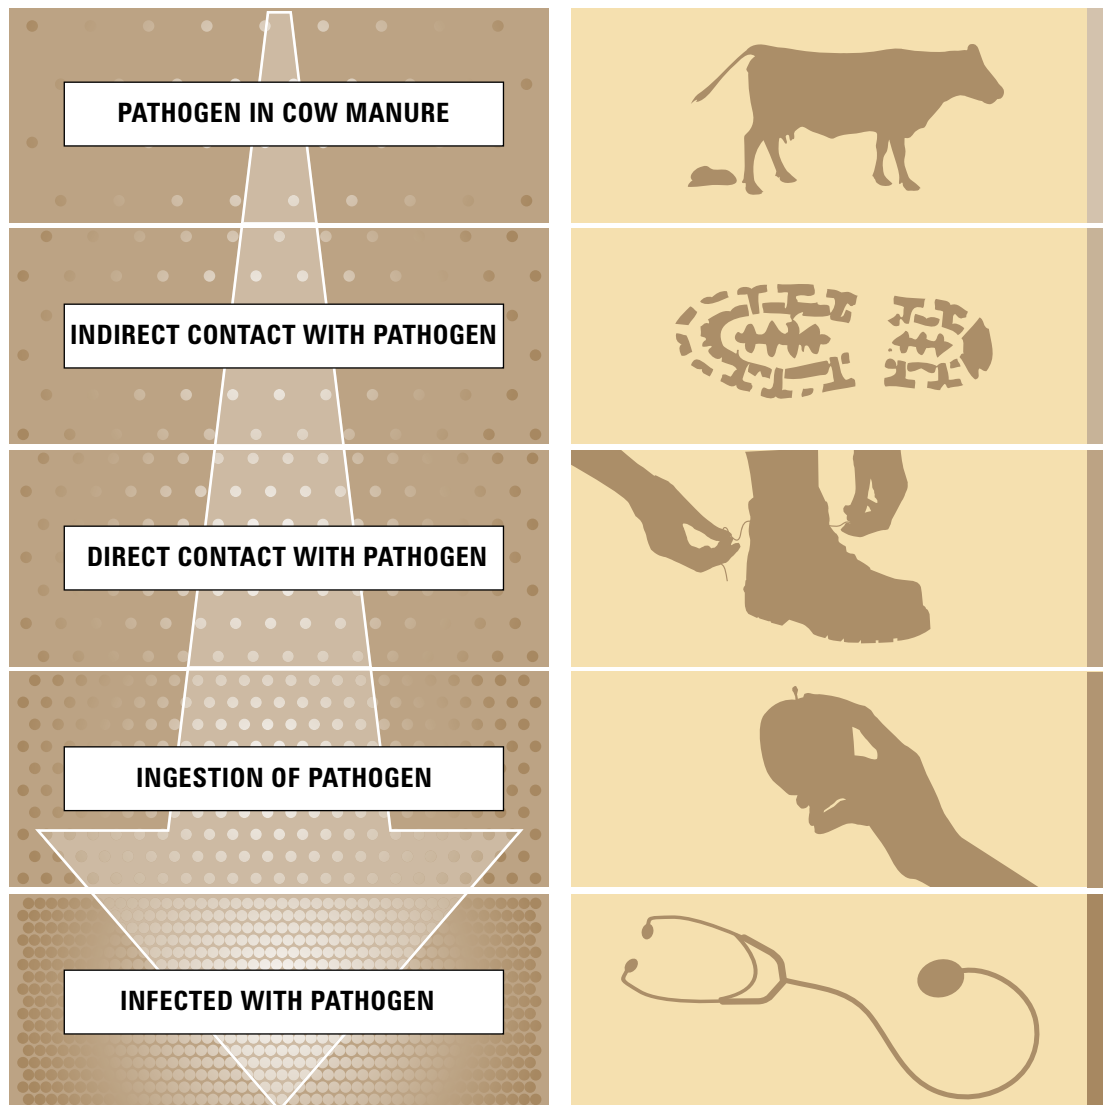 PATHOGEN IN COW MANURE
INDIRECT CONTACT WITH PATHOGEN
DIRECT CONTACT WITH PATHOGEN
INGESTION OF PATHOGEN
INFECTED WITH PATHOGEN